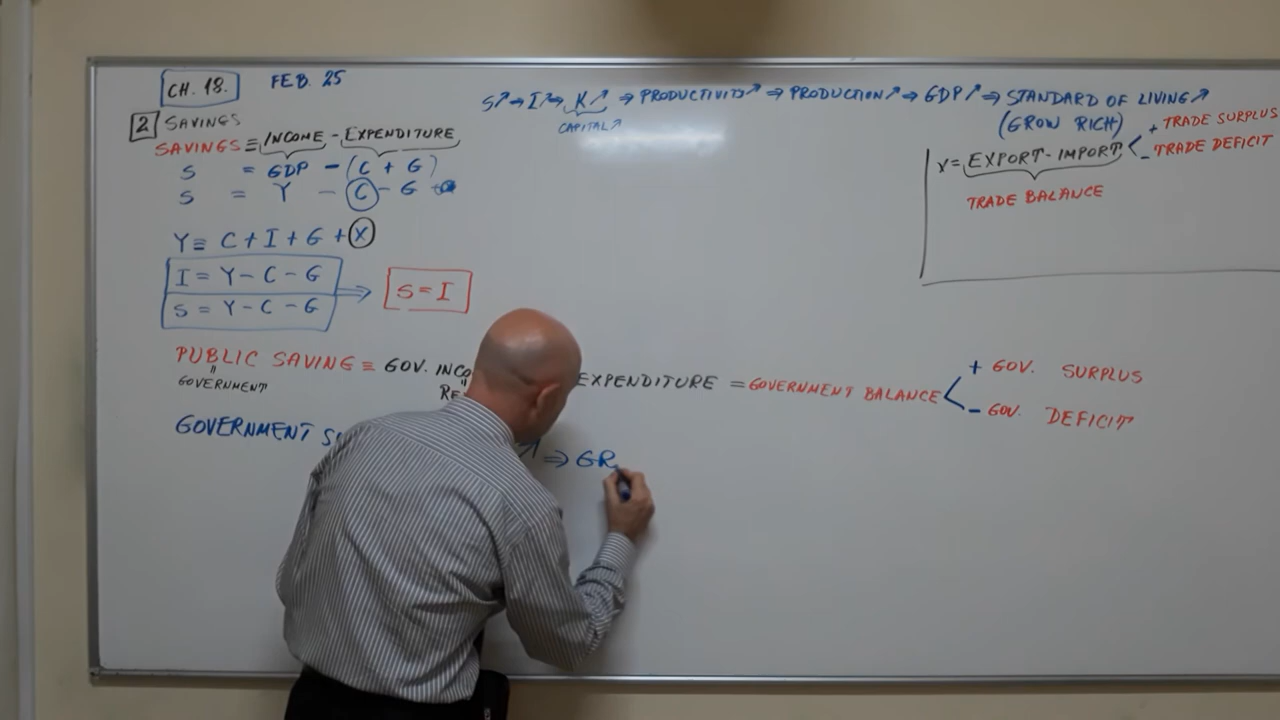 CH. 18. FEB. 25
2 SAVINGS
SAVINGS ≡ INCOME - EXPENDITURE
S = GDP - (C + G)
S = Y - C - G
Y ≡ C + I + G + X
I = Y - C - G
S = Y - C - G
⇒ S = I
S↗ ⇒ I↗ ⇒ K↗ ⇒ PRODUCTIVITY↗ ⇒ PRODUCTION↗ ⇒ GDP↗ ⇒ STANDARD OF LIVING↗
CAPITAL↗
(GROW RICH)
X = EXPORT - IMPORT
+ TRADE SURPLUS
- TRADE DEFICIT
TRADE BALANCE
PUBLIC SAVING ≡ GOV. EXPENDITURE = GOVERNMENT BALANCE
GOVERNMENT
+ GOV. SURPLUS
- GOV. DEFICIT
GOVERNMENT ⇒ GR